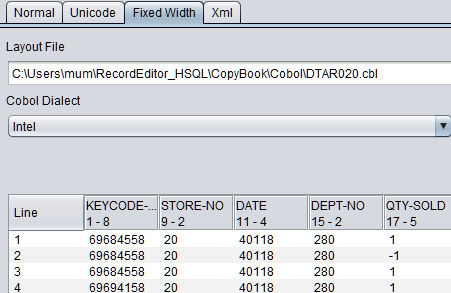 Normal Unicode Fixed Width Xml
Layout File
C:\Users\mum\RecordEditor_HSQL\CopyBook\Cobol\DTAR020.cbl
Cobol Dialect
Intel
Line KEYCODE-... STORE-NO DATE DEPT-NO QTY-SOLD
1 - 8 9 - 2 11 - 4 15 - 2 17 - 5
1 69684558 20 40118 280 1
2 69684558 20 40118 280 -1
3 69684558 20 40118 280 1
4 69694158 20 40118 280 1